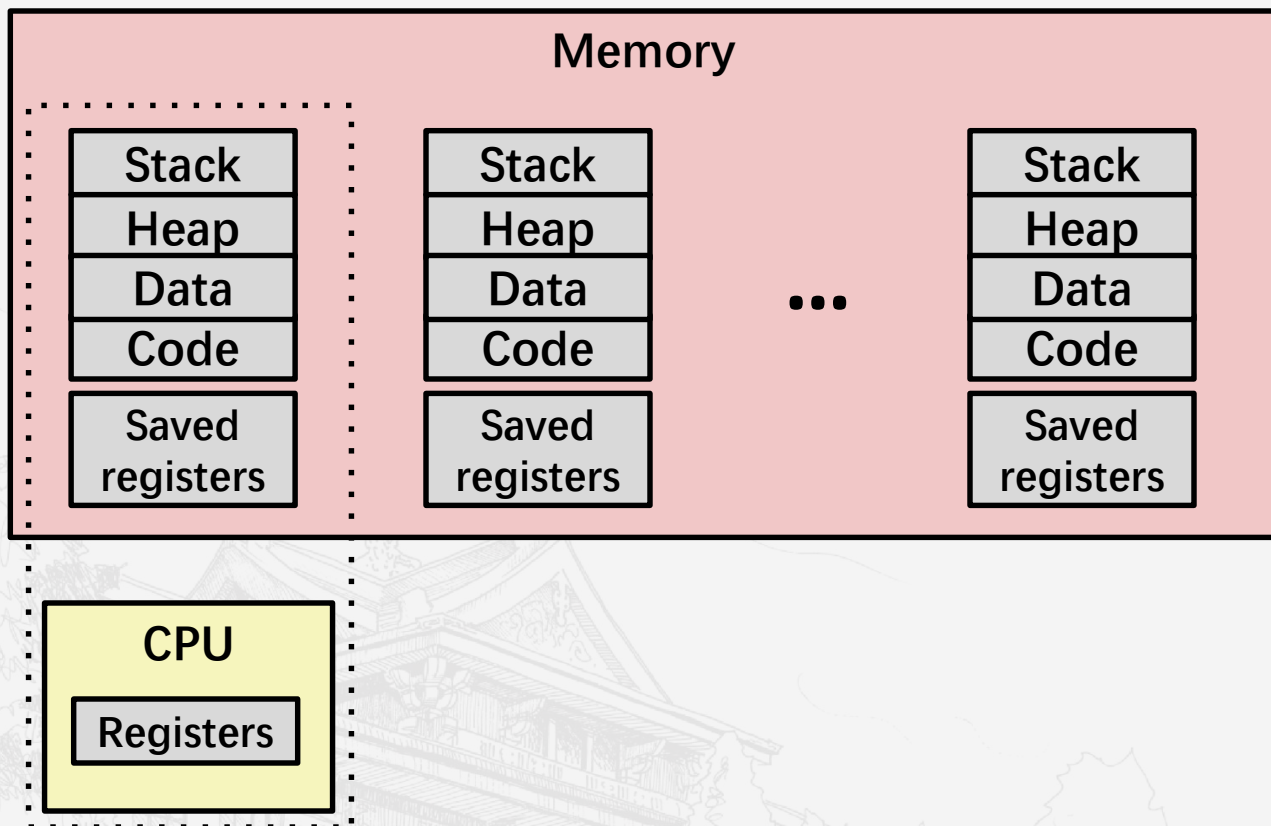 Memory
Stack
Heap
Data
Code
Saved
registers
Stack
Heap
Data
Code
Saved
registers
...
Stack
Heap
Data
Code
Saved
registers
CPU
Registers